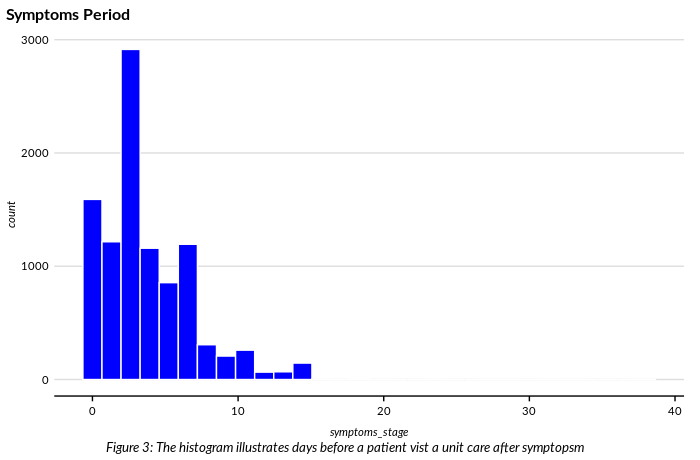 Symptoms Period
3000
2000
1000
0
count
0 10 20 30 40
symptoms_stage
Figure 3: The histogram illustrates days before a patient vist a unit care after symptopsm